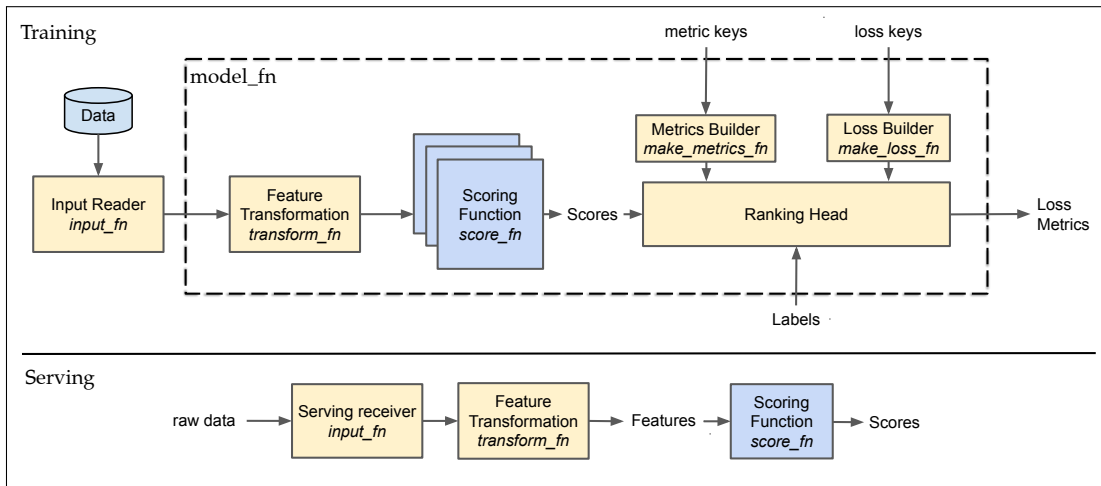 Training
metric keys
loss keys
model_fn
Data
Metrics Builder
make_metrics_fn
Loss Builder
make_loss_fn
Input Reader
input_fn
Feature
Transformation
transform_fn
Scoring
Function
score_fn
Scores
Ranking Head
Loss
Metrics
Labels
Serving
raw data
Serving receiver
input_fn
Feature
Transformation
transform_fn
Features
Scoring
Function
score_fn
Scores